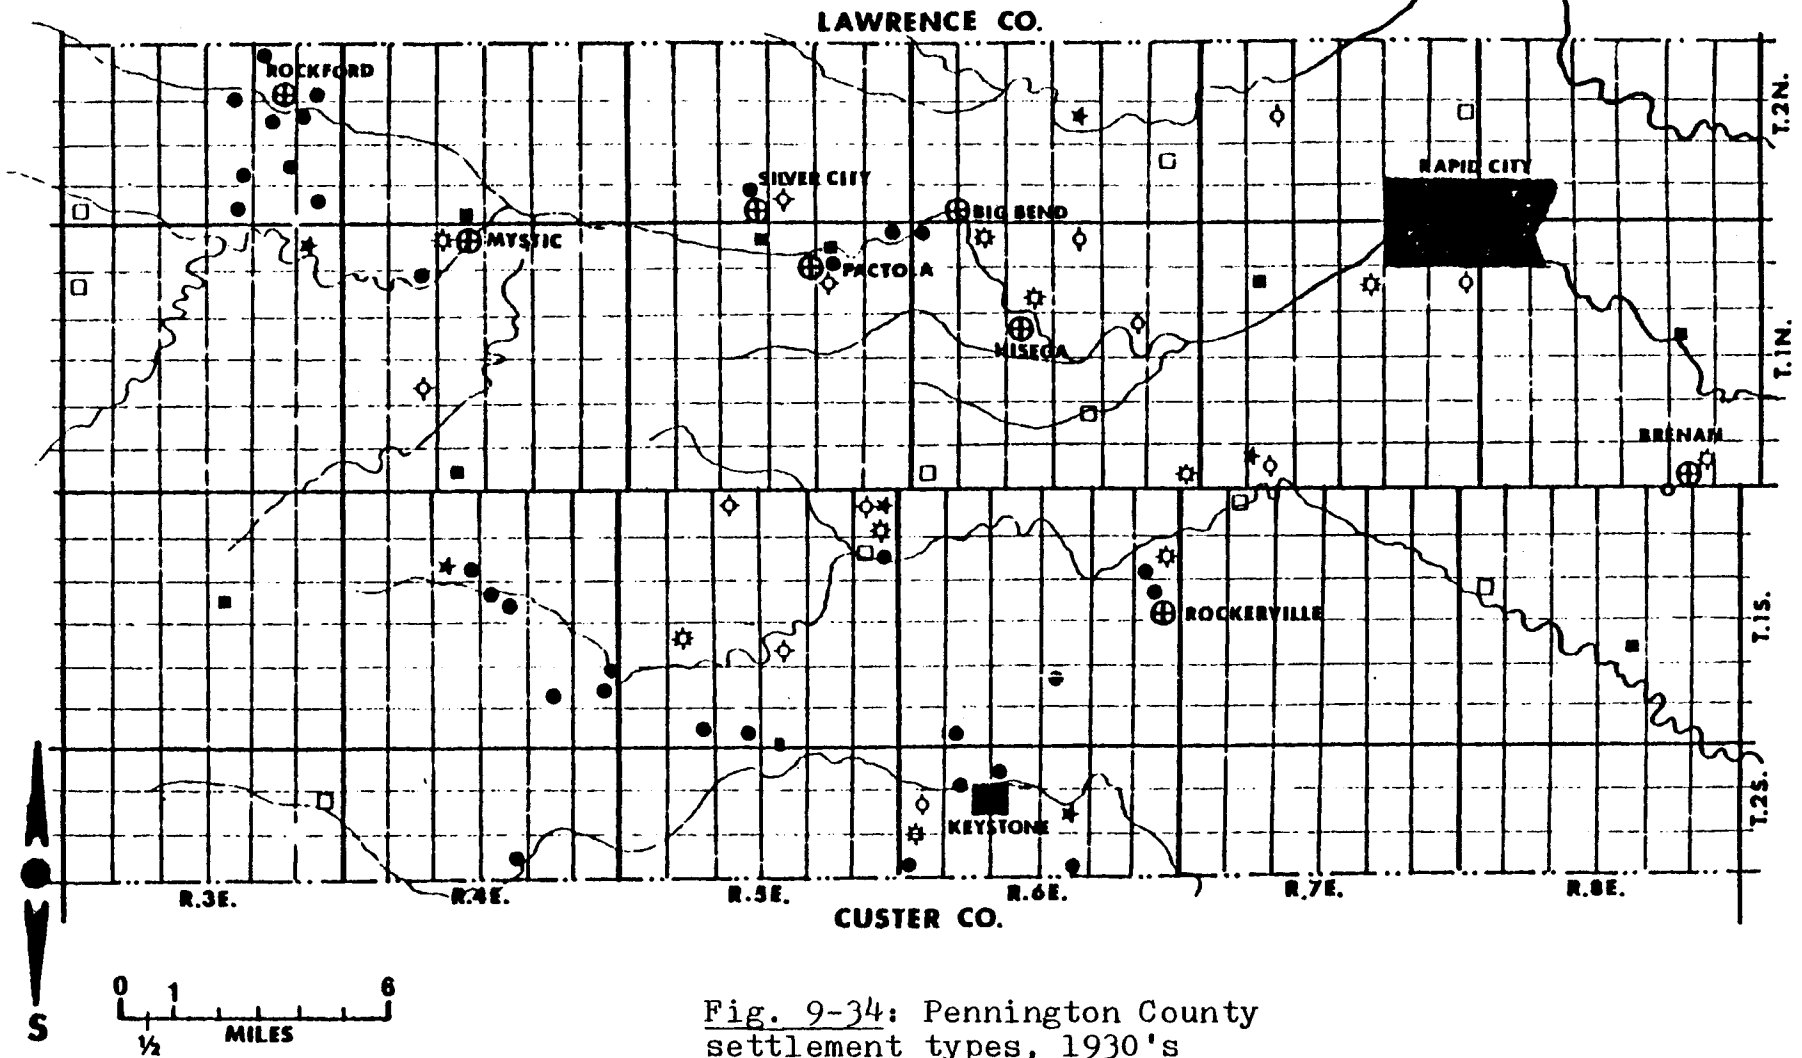 LAWRENCE CO.
ROCKFORD
T.2N.
RAPID CITY
SILVER CITY
BIG BEND
MYSTIC
PACTOLA
HISEGA
T.1N.
BRENAN
ROCKERVILLE
T.1S.
T.2S.
KEYSTONE
R.3E. R.4E. R.5E. R.6E. R.7E. R.8E.
CUSTER CO.
0 1 6
½ MILES
S
Fig. 9-34: Pennington County
settlement types, 1930's